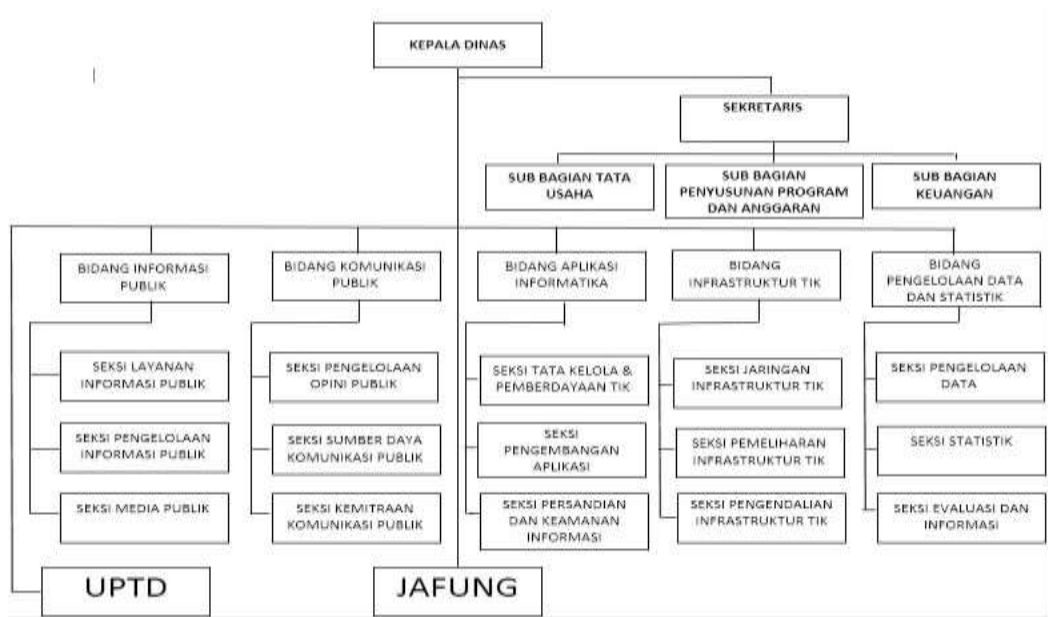 KEPALA DINAS
SEKRETARIS
SUB BAGIAN TATA
USAHA
SUB BAGIAN
PENYUSUNAN PROGRAM
DAN ANGGARAN
SUB BAGIAN
KEUANGAN
BIDANG INFORMASI
PUBLIK
BIDANG KOMUNIKASI
PUBLIK
BIDANG APLIKASI
INFORMATIKA
BIDANG
INFRASTRUKTUR TIK
BIDANG
PENGELOLAAN DATA
DAN STATISTIK
SEKSI LAYANAN
INFORMASI PUBLIK
SEKSI PENGELOLAAN
OPINI PUBLIK
SEKSI TATA KELOLA &
PEMBERDAYAAN TIK
SEKSI JARINGAN
INFRASTRUKTUR TIK
SEKSI PENGELOLAAN
DATA
SEKSI PENGELOLAAN
INFORMASI PUBLIK
SEKSI SUMBER DAYA
KOMUNIKASI PUBLIK
SEKSI
PENGEMBANGAN
APLIKASI
SEKSI PEMELIHARAN
INFRASTRUKTUR TIK
SEKSI STATISTIK
SEKSI MEDIA PUBLIK
SEKSI KEMITRAAN
KOMUNIKASI PUBLIK
SEKSI PERSANDIAN
DAN KEAMANAN
INFORMASI
SEKSI PENGENDALIAN
INFRASTRUKTUR TIK
SEKSI EVALUASI DAN
INFORMASI
UPTD
JAFUNG